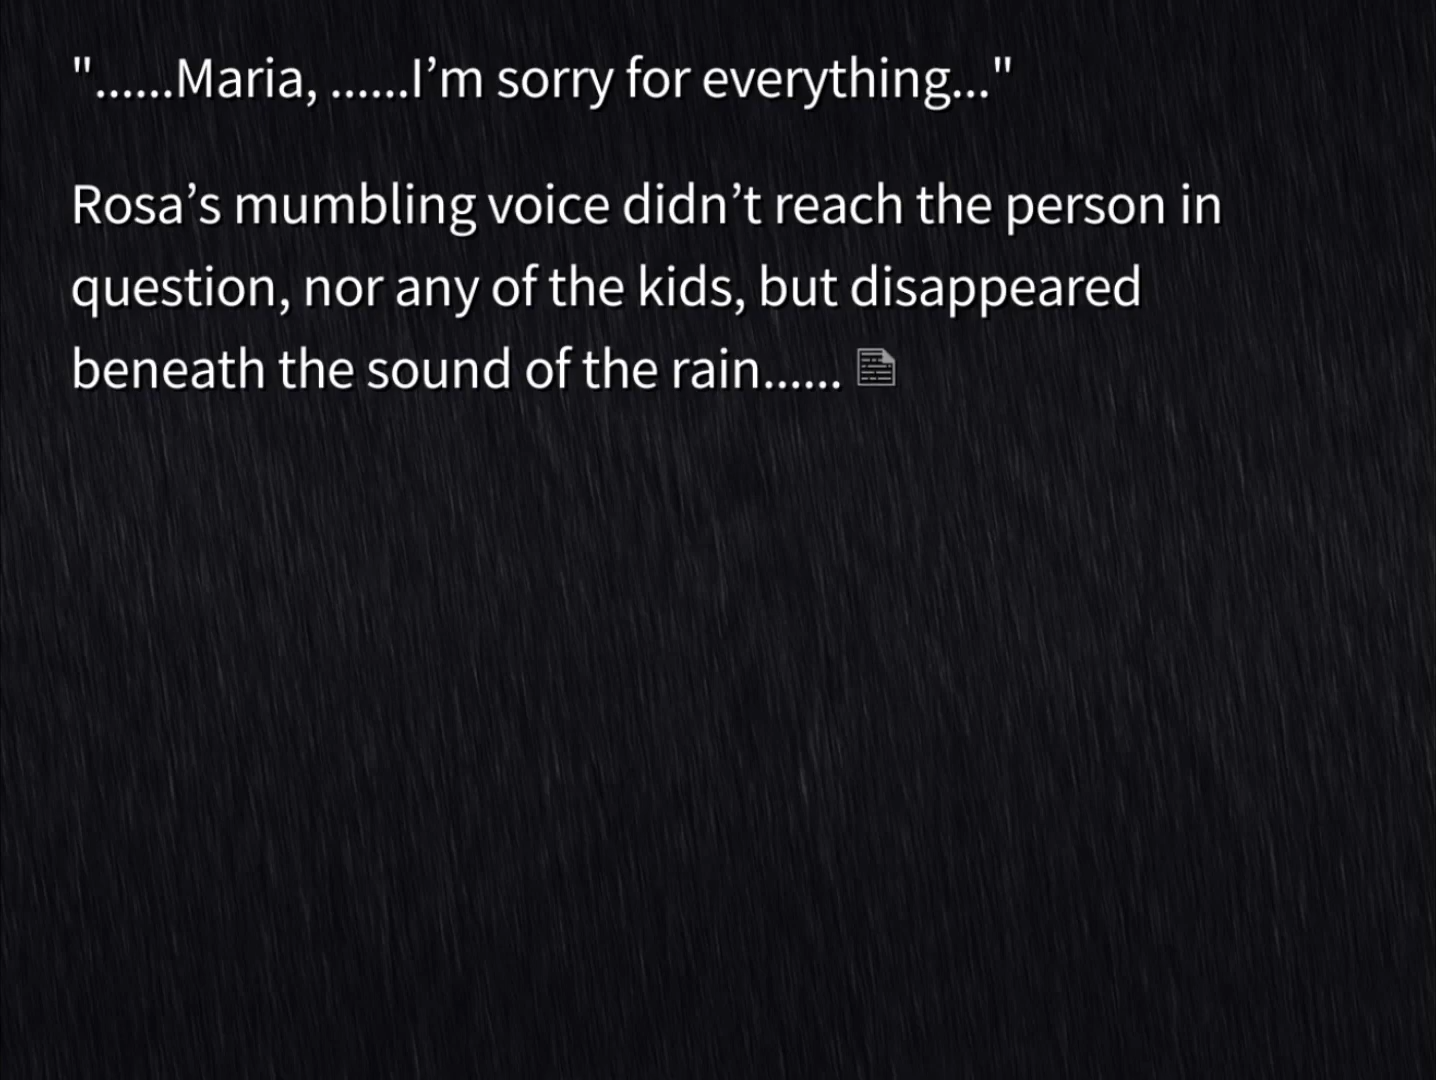 "......Maria, ......I’m sorry for everything..."
Rosa’s mumbling voice didn’t reach the person in
question, nor any of the kids, but disappeared
beneath the sound of the rain......